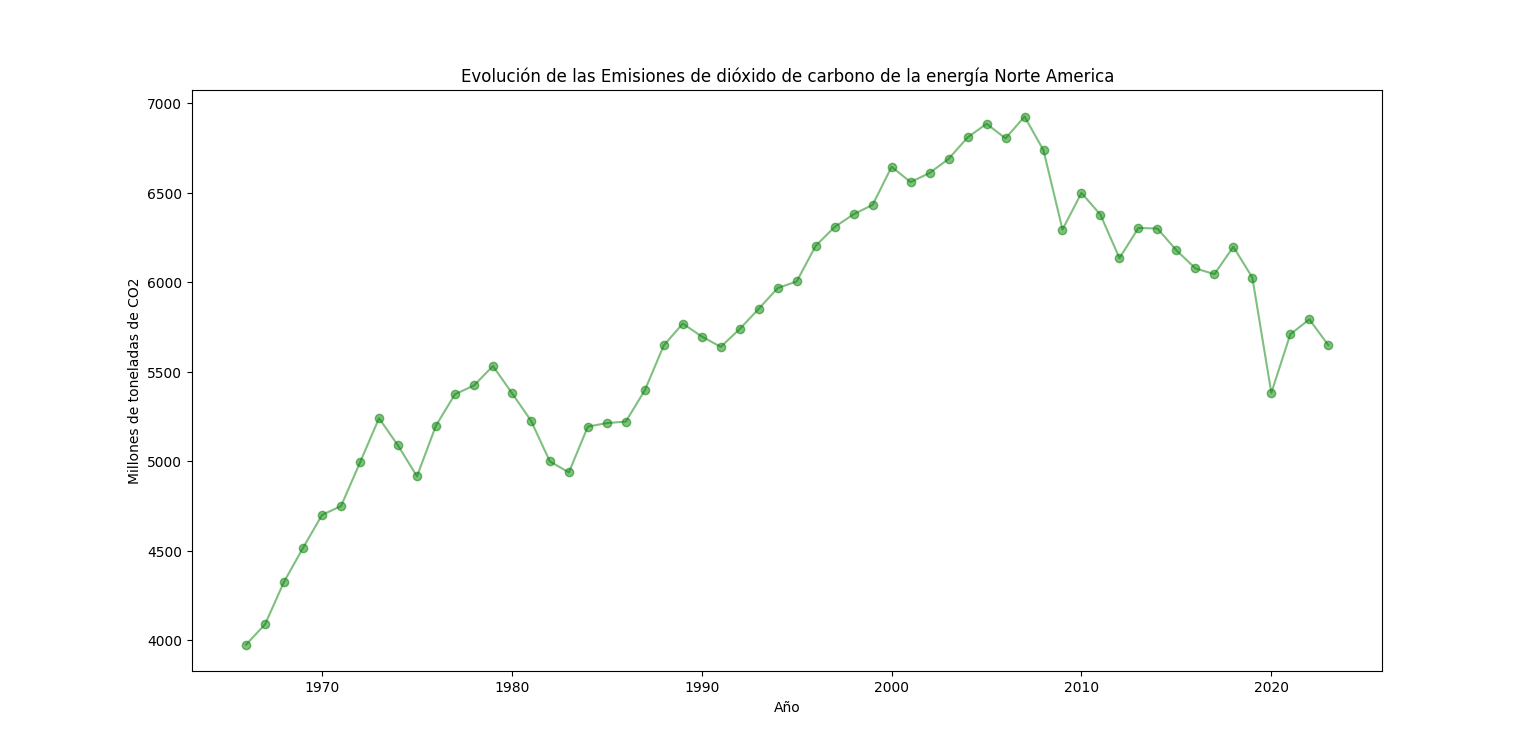 Evolución de las Emisiones de dióxido de carbono de la energía Norte America
7000
6500
6000
5500
5000
4500
4000
Millones de toneladas de CO2
1970 1980 1990 2000 2010 2020
Año